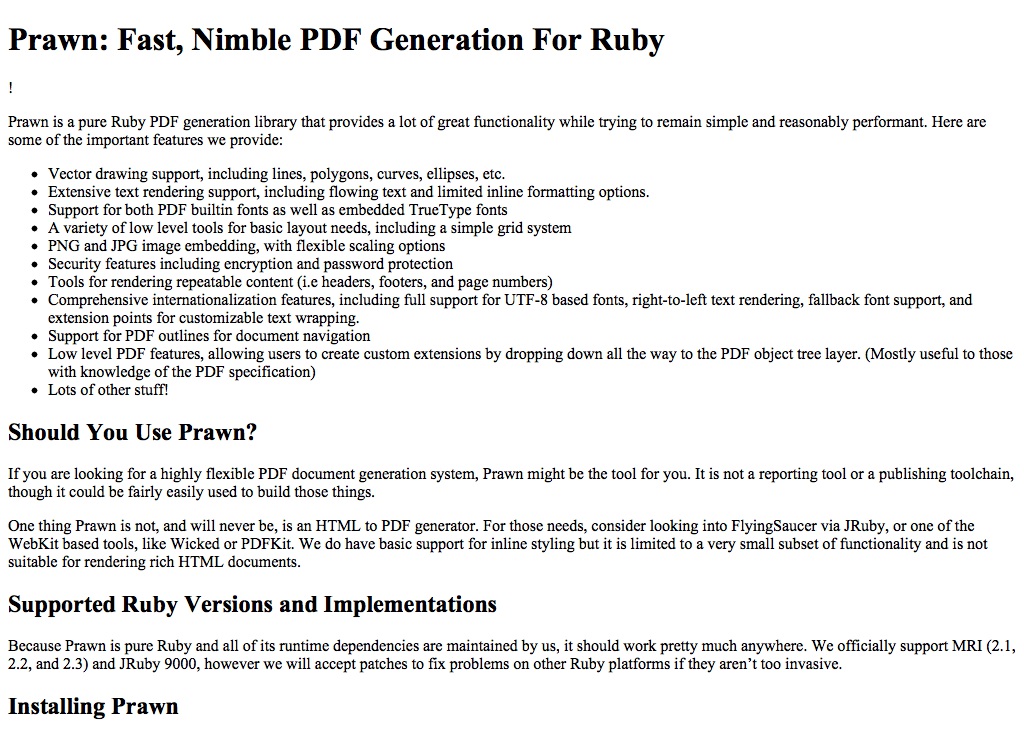 Prawn: Fast, Nimble PDF Generation For Ruby
!
Prawn is a pure Ruby PDF generation library that provides a lot of great functionality while trying to remain simple and reasonably performant. Here are
some of the important features we provide:
• Vector drawing support, including lines, polygons, curves, ellipses, etc.
• Extensive text rendering support, including flowing text and limited inline formatting options.
• Support for both PDF builtin fonts as well as embedded TrueType fonts
• A variety of low level tools for basic layout needs, including a simple grid system
• PNG and JPG image embedding, with flexible scaling options
• Security features including encryption and password protection
• Tools for rendering repeatable content (i.e headers, footers, and page numbers)
• Comprehensive internationalization features, including full support for UTF-8 based fonts, right-to-left text rendering, fallback font support, and
extension points for customizable text wrapping.
• Support for PDF outlines for document navigation
• Low level PDF features, allowing users to create custom extensions by dropping down all the way to the PDF object tree layer. (Mostly useful to those
with knowledge of the PDF specification)
• Lots of other stuff!
Should You Use Prawn?
If you are looking for a highly flexible PDF document generation system, Prawn might be the tool for you. It is not a reporting tool or a publishing toolchain,
though it could be fairly easily used to build those things.
One thing Prawn is not, and will never be, is an HTML to PDF generator. For those needs, consider looking into FlyingSaucer via JRuby, or one of the
WebKit based tools, like Wicked or PDFKit. We do have basic support for inline styling but it is limited to a very small subset of functionality and is not
suitable for rendering rich HTML documents.
Supported Ruby Versions and Implementations
Because Prawn is pure Ruby and all of its runtime dependencies are maintained by us, it should work pretty much anywhere. We officially support MRI (2.1,
2.2, and 2.3) and JRuby 9000, however we will accept patches to fix problems on other Ruby platforms if they aren’t too invasive.
Installing Prawn